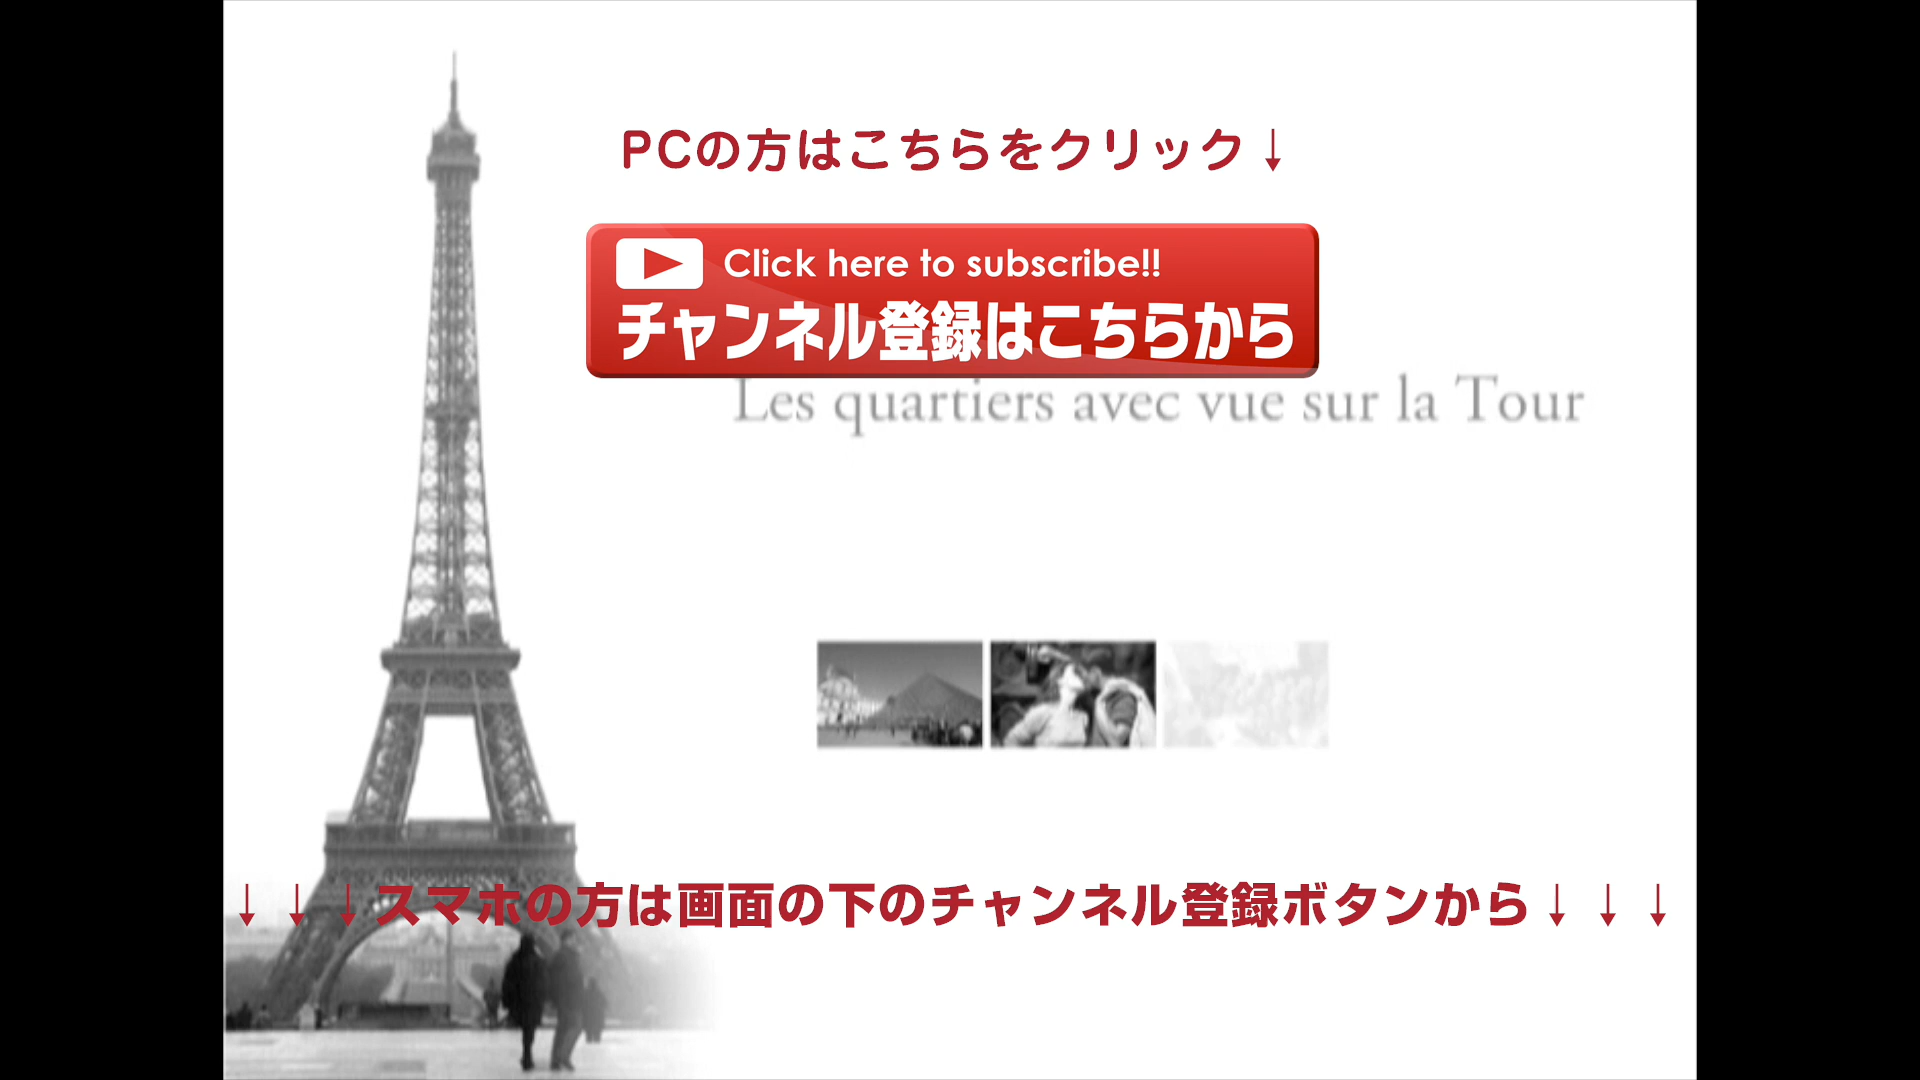 PCの方はこちらをクリック↓
Click here to subscribe!!
チャンネル登録はこちらから
Les quartiers avec vue sur la Tour
↓↓↓スマホの方は画面の下のチャンネル登録ボタンから↓↓↓